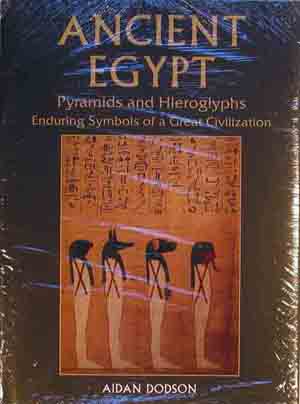 ANCIENT
EGYPT
Pyramids and Hieroglyphs
Enduring Symbols of a Great Civilization
AIDAN DODSON